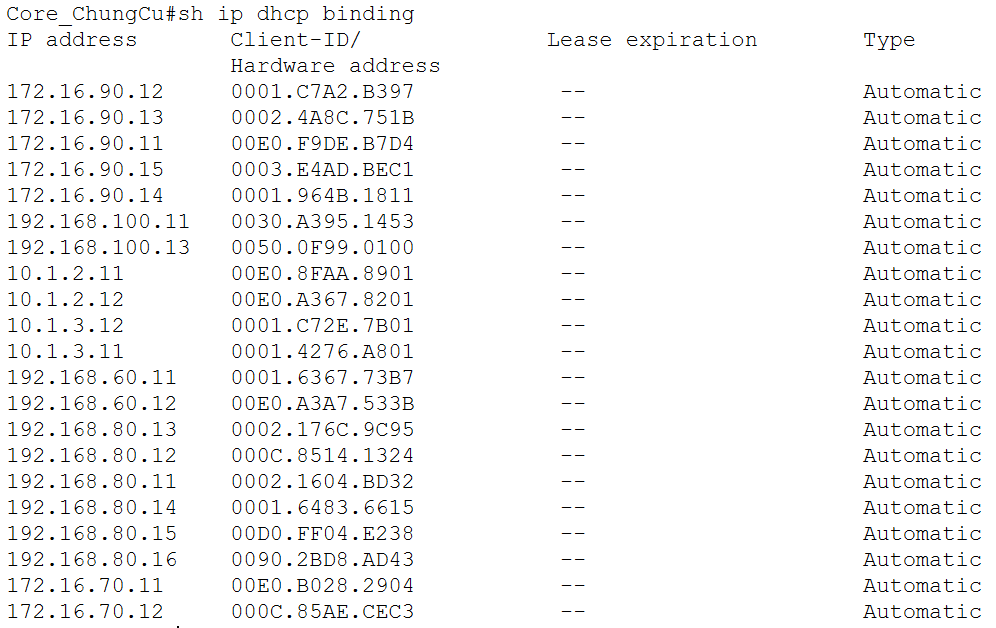 Core_ChungCu#sh ip dhcp binding
IP address Client-ID/ Lease expiration Type
Hardware address
172.16.90.12 0001.C7A2.B397 -- Automatic
172.16.90.13 0002.4A8C.751B -- Automatic
172.16.90.11 00E0.F9DE.B7D4 -- Automatic
172.16.90.15 0003.E4AD.BEC1 -- Automatic
172.16.90.14 0001.964B.1811 -- Automatic
192.168.100.11 0030.A395.1453 -- Automatic
192.168.100.13 0050.0F99.0100 -- Automatic
10.1.2.11 00E0.8FAA.8901 -- Automatic
10.1.2.12 00E0.A367.8201 -- Automatic
10.1.3.12 0001.C72E.7B01 -- Automatic
10.1.3.11 0001.4276.A801 -- Automatic
192.168.60.11 0001.6367.73B7 -- Automatic
192.168.60.12 00E0.A3A7.533B -- Automatic
192.168.80.13 0002.176C.9C95 -- Automatic
192.168.80.12 000C.8514.1324 -- Automatic
192.168.80.11 0002.1604.BD32 -- Automatic
192.168.80.14 0001.6483.6615 -- Automatic
192.168.80.15 00D0.FF04.E238 -- Automatic
192.168.80.16 0090.2BD8.AD43 -- Automatic
172.16.70.11 00E0.B028.2904 -- Automatic
172.16.70.12 000C.85AE.CEC3 -- Automatic